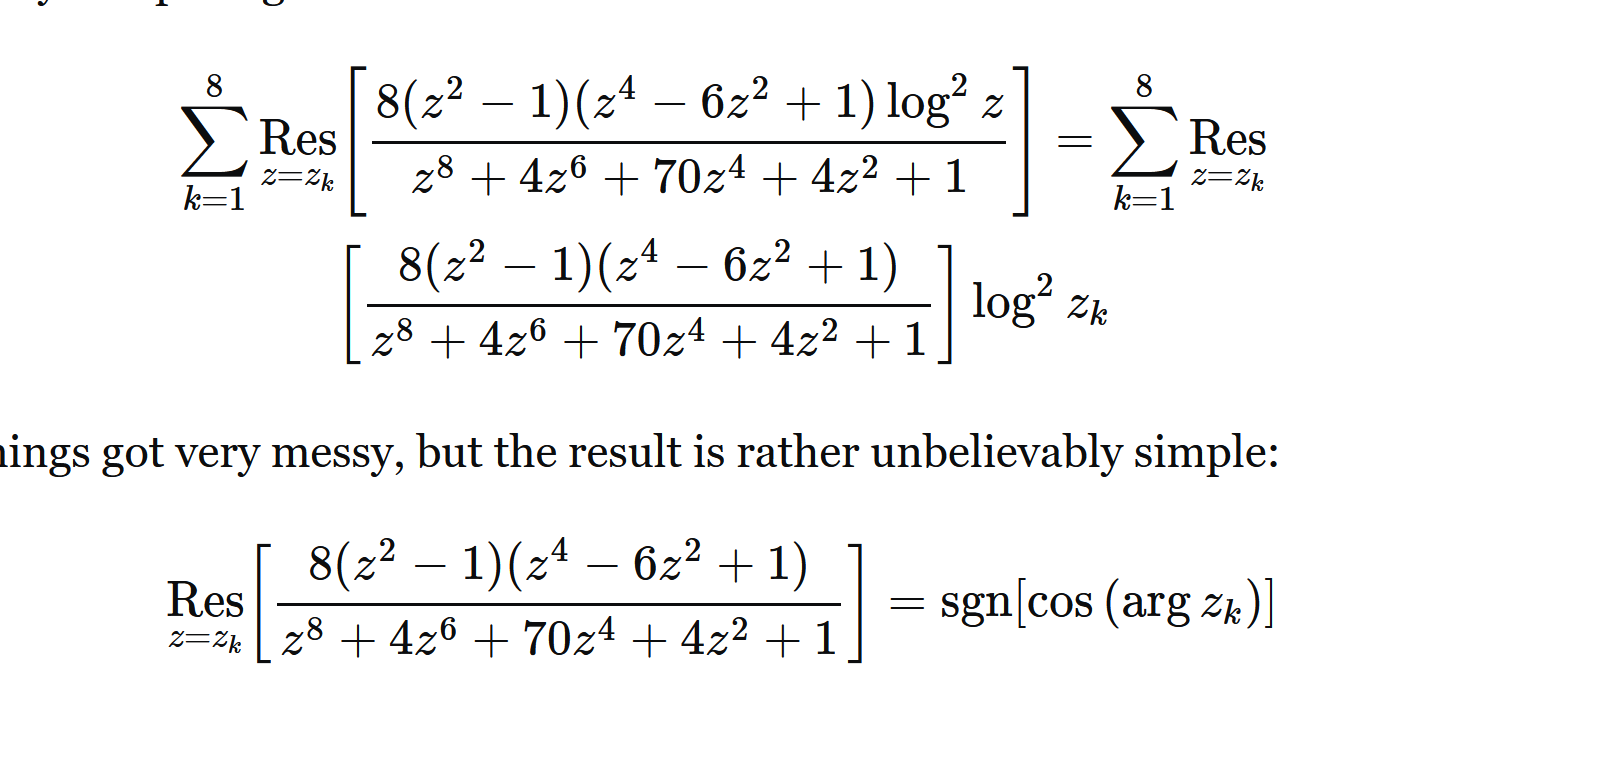 $$\sum_{k=1}^{8} \operatorname*{Res}_{z=z_k} \left[ \frac{8(z^2 - 1)(z^4 - 6z^2 + 1) \log^2 z}{z^8 + 4z^6 + 70z^4 + 4z^2 + 1} \right] = \sum_{k=1}^{8} \operatorname*{Res}_{z=z_k}$$
$$\left[ \frac{8(z^2 - 1)(z^4 - 6z^2 + 1)}{z^8 + 4z^6 + 70z^4 + 4z^2 + 1} \right] \log^2 z_k$$
ings got very messy, but the result is rather unbelievably simple:
$$\operatorname*{Res}_{z=z_k} \left[ \frac{8(z^2 - 1)(z^4 - 6z^2 + 1)}{z^8 + 4z^6 + 70z^4 + 4z^2 + 1} \right] = \operatorname{sgn}[\cos(\arg z_k)]$$